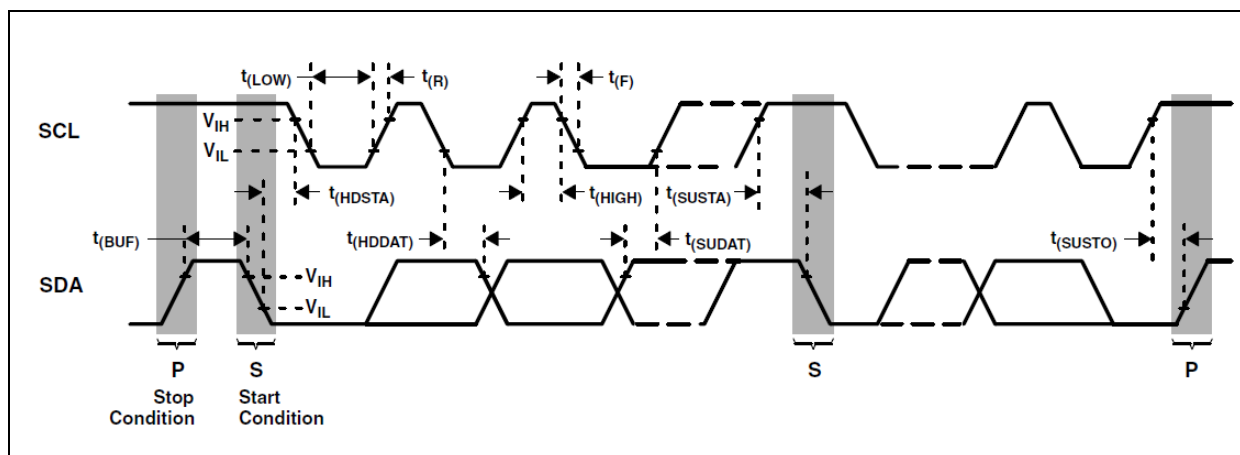 t(LOW) t(R) t(F)
SCL
VIH
VIL
t(HDSTA) t(HIGH) t(SUSTA)
t(BUF) t(HDDAT) t(SUDAT) t(SUSTO)
VIH
SDA
VIL
P S S P
Stop Start
Condition Condition